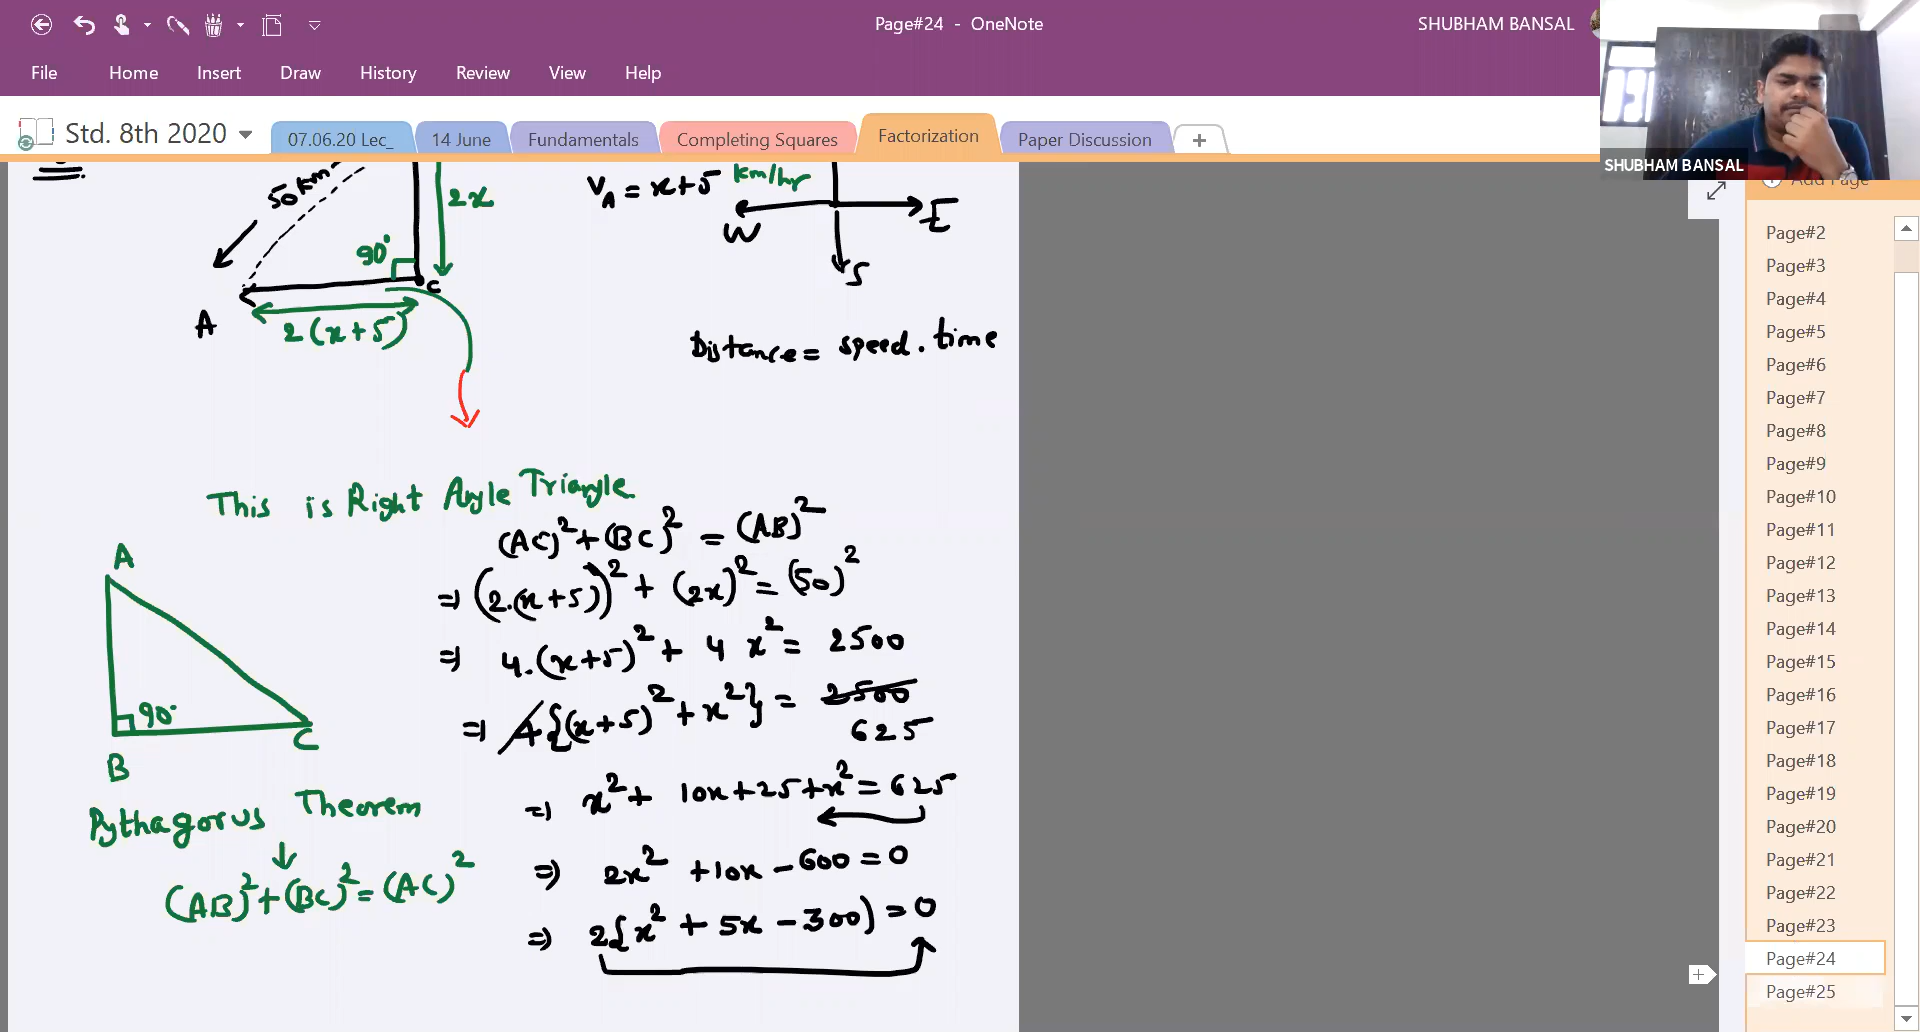 Page#24 - OneNote
SHUBHAM BANSAL
File Home Insert Draw History Review View Help
Std. 8th 2020
07.06.20 Lec_
14 June
Fundamentals
Completing Squares
Factorization
Paper Discussion
+
SHUBHAM BANSAL
Add Page
Page#2
Page#3
Page#4
Page#5
Page#6
Page#7
Page#8
Page#9
Page#10
Page#11
Page#12
Page#13
Page#14
Page#15
Page#16
Page#17
Page#18
Page#19
Page#20
Page#21
Page#22
Page#23
Page#24
Page#25
50 km
2x
90°
C
A
2(x+5)
V_A = x+5 km/hr
W E
S
Distance = speed . time
This is Right Angle Triangle
(AC)² + (BC)² = (AB)²
⇒ (2.(x+5))² + (2x)² = (50)²
⇒ 4.(x+5)² + 4 x² = 2500
⇒ 4{(x+5)² + x²} = 2500
625
⇒ x² + 10x + 25 + x² = 625
⇒ 2x² + 10x - 600 = 0
⇒ 2{x² + 5x - 300) = 0
A
90°
B
C
Pythagorus Theorem
(AB)² + (BC)² = (AC)²